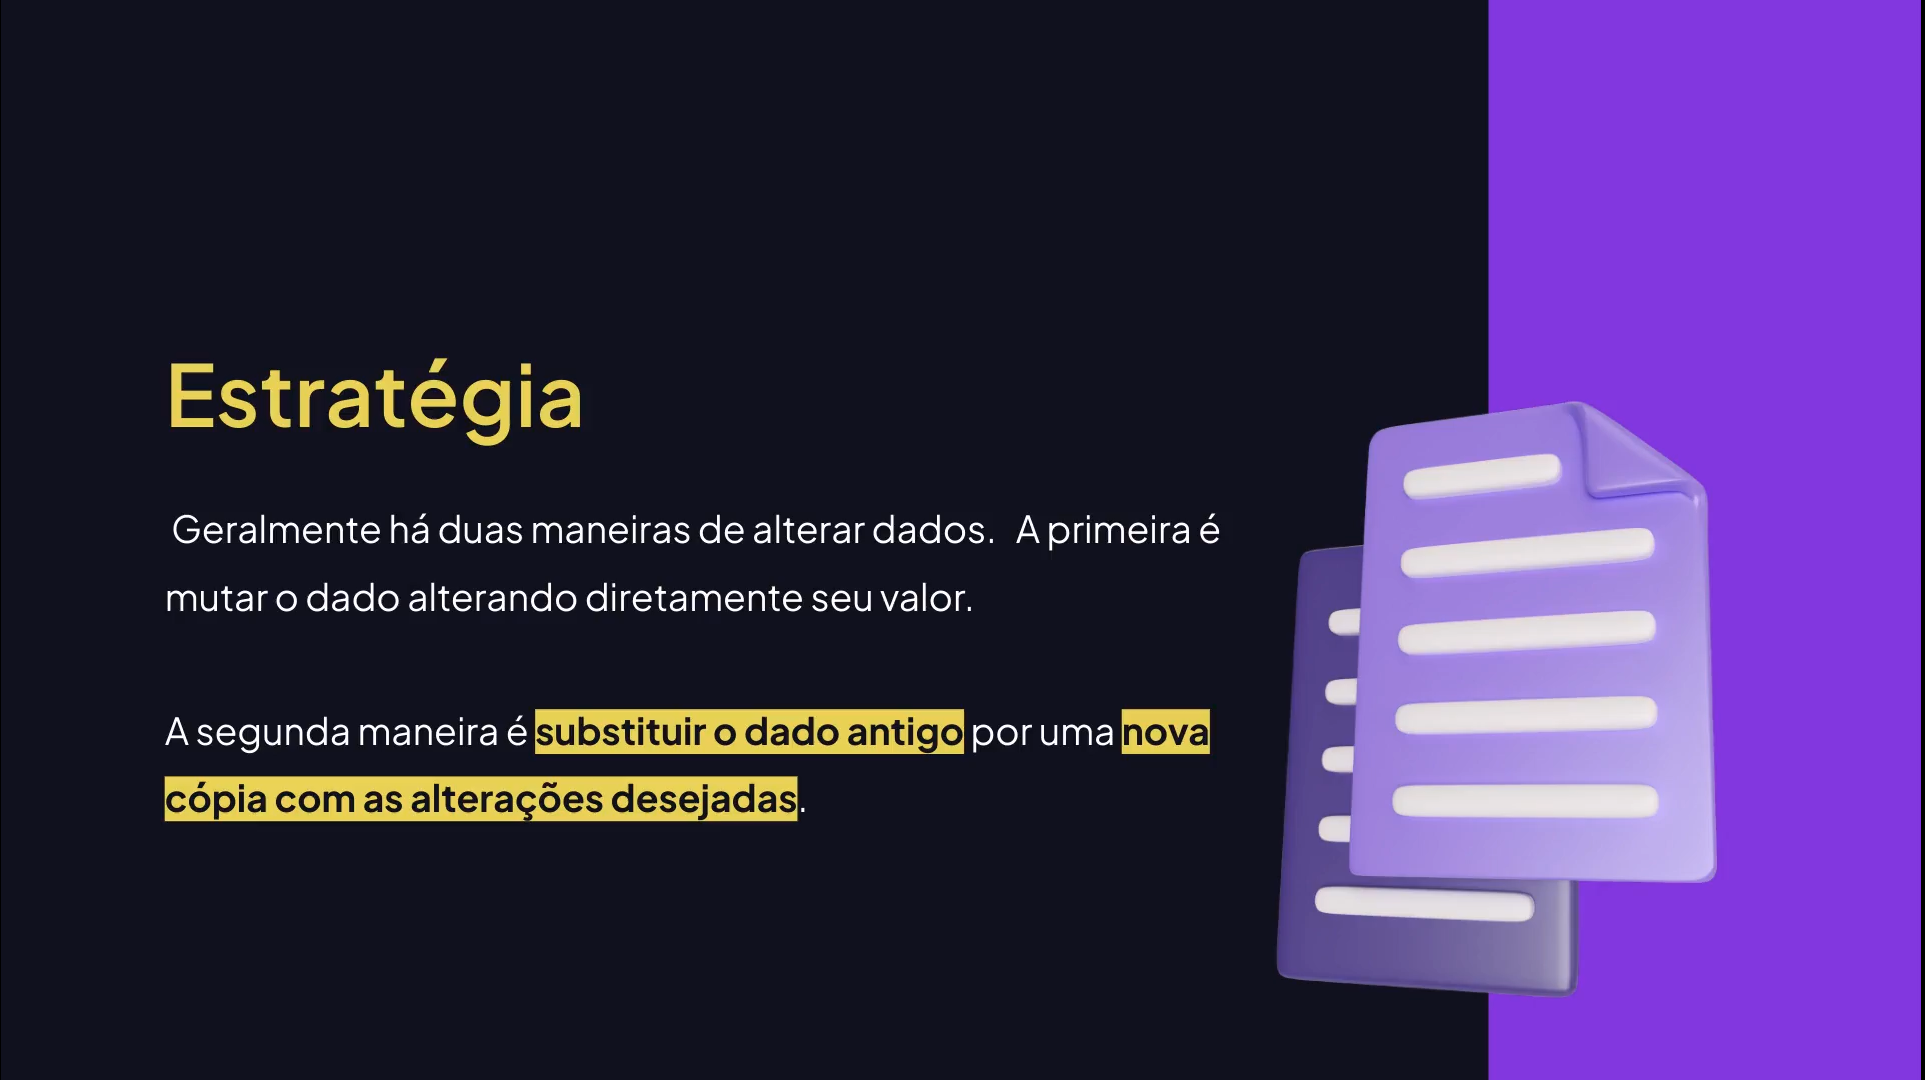 Estratégia
Geralmente há duas maneiras de alterar dados. A primeira é
mutar o dado alterando diretamente seu valor.
A segunda maneira é substituir o dado antigo por uma nova
cópia com as alterações desejadas.